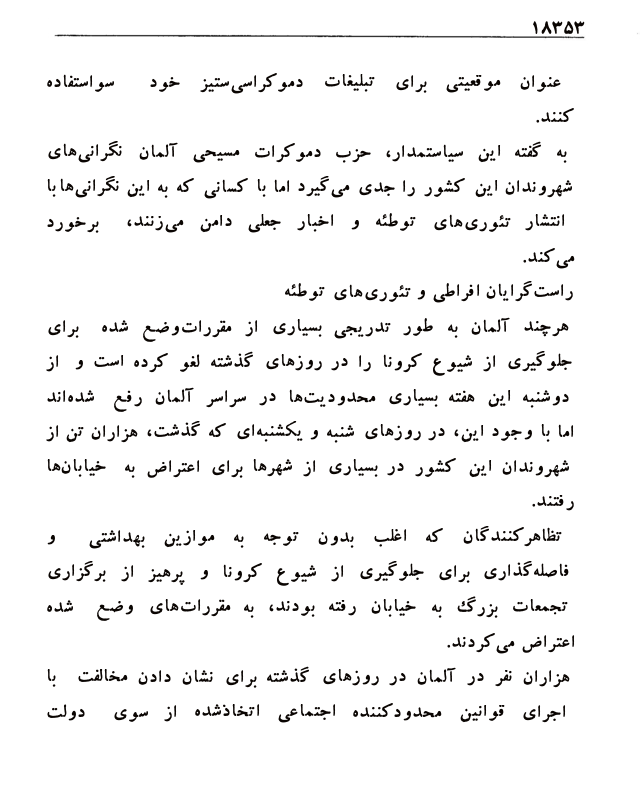 ۱۸۳۵۳
عنوان موقعیتی برای تبلیغات دموکراسی‌ستیز خود سواستفاده
کنند.
به گفته این سیاستمدار، حزب دموکرات مسیحی آلمان نگرانی‌های
شهروندان این کشور را جدی می‌گیرد اما با کسانی که به این نگرانی‌ها با
انتشار تئوری‌های توطئه و اخبار جعلی دامن می‌زنند، برخورد
می‌کند.
راست‌گرایان افراطی و تئوری‌های توطئه
هرچند آلمان به طور تدریجی بسیاری از مقررات‌وضع شده برای
جلوگیری از شیوع کرونا را در روزهای گذشته لغو کرده است و از
دوشنبه این هفته بسیاری محدودیت‌ها در سراسر آلمان رفع شده‌اند
اما با وجود این، در روزهای شنبه و یکشنبه‌ای که گذشت، هزاران تن از
شهروندان این کشور در بسیاری از شهرها برای اعتراض به خیابان‌ها
رفتند.
تظاهرکنندگان که اغلب بدون توجه به موازین بهداشتی و
فاصله‌گذاری برای جلوگیری از شیوع کرونا و پرهیز از برگزاری
تجمعات بزرگ به خیابان رفته بودند، به مقررات‌های وضع شده
اعتراض می‌کردند.
هزاران نفر در آلمان در روزهای گذشته برای نشان دادن مخالفت با
اجرای قوانین محدودکننده اجتماعی اتخاذشده از سوی دولت